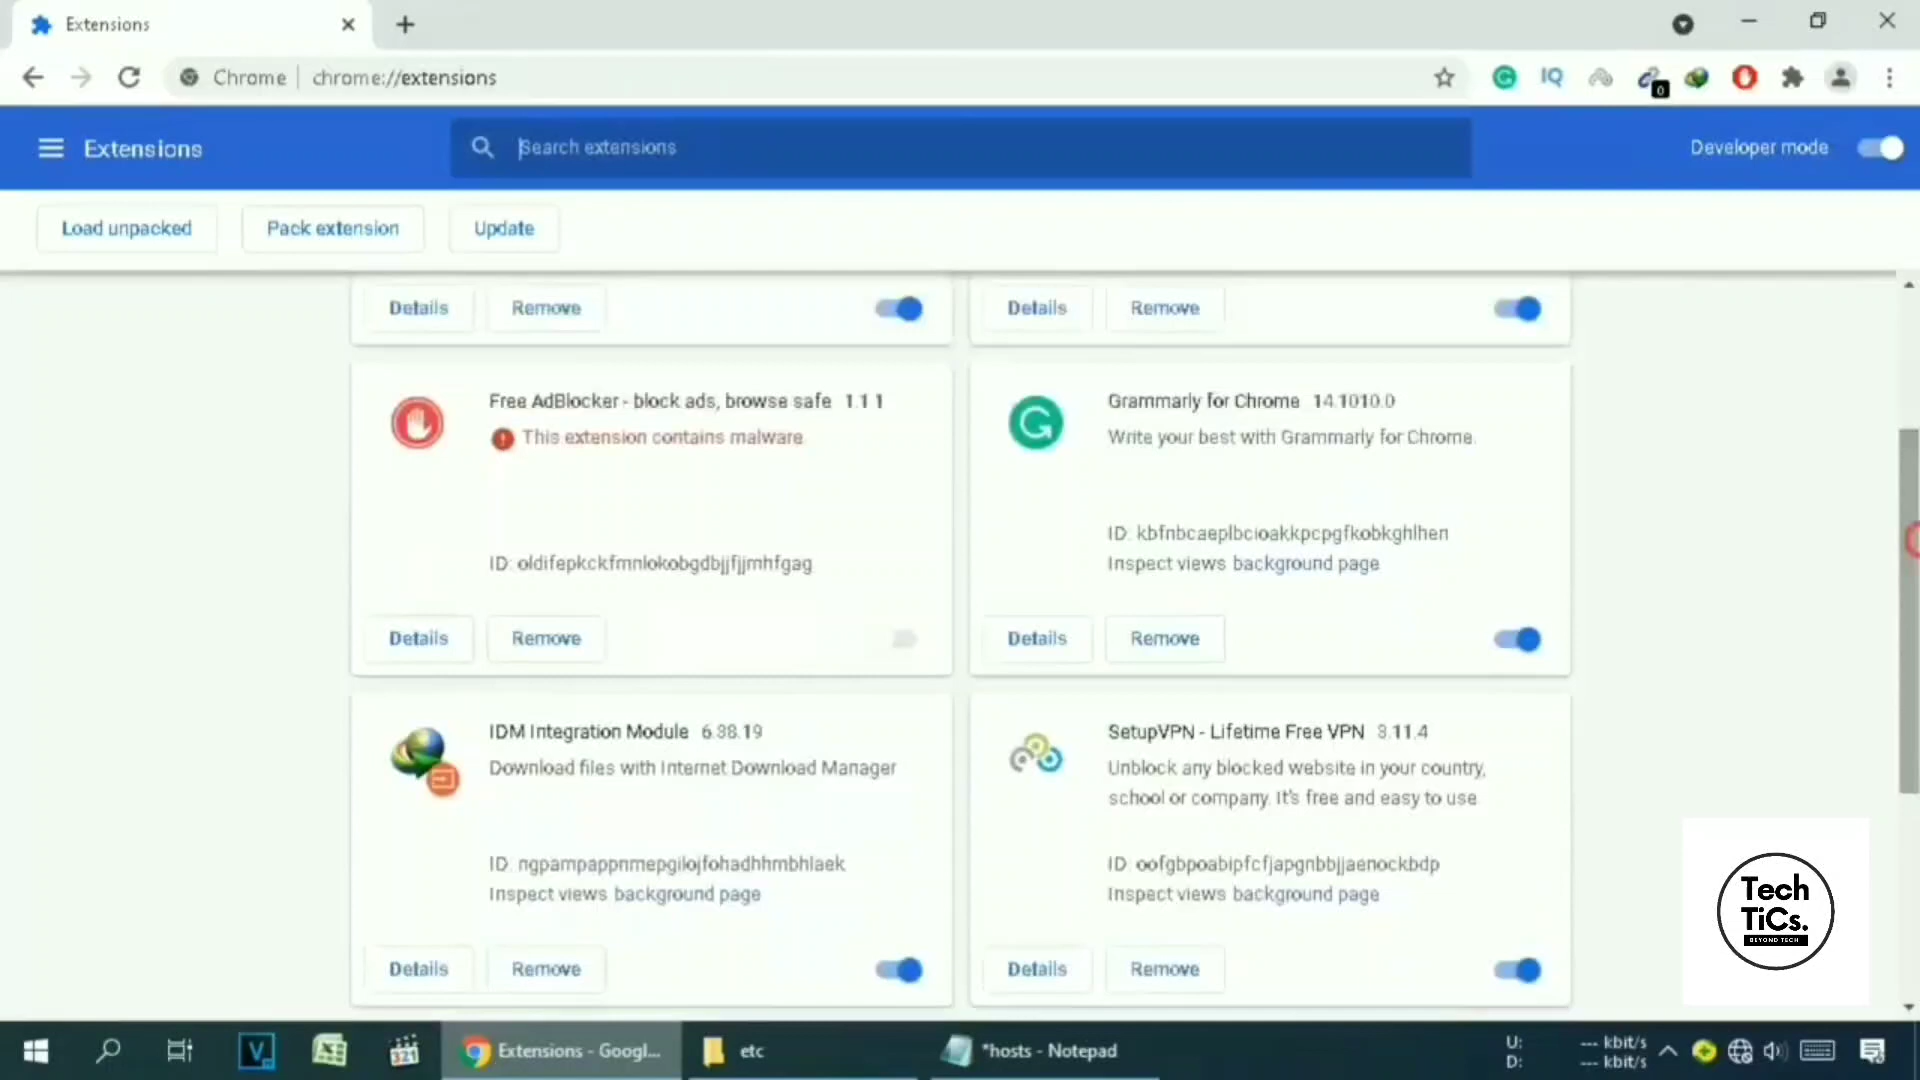 Extensions
Chrome
chrome://extensions
IQ
0
Extensions
Search extensions
Developer mode
Load unpacked
Pack extension
Update
Details
Remove
Details
Remove
Free AdBlocker - block ads, browse safe 1.1.1
This extension contains malware.
ID: oldifepkckfmnlokobgdbjjfjjmhfgag
Details
Remove
Grammarly for Chrome 14.1010.0
Write your best with Grammarly for Chrome.
ID: kbfnbcaeplbcioakkpcpgfkobkghlhen
Inspect views background page
Details
Remove
IDM Integration Module 6.38.19
Download files with Internet Download Manager
ID: ngpampappnmepgilojfohadhhmbhlaek
Inspect views background page
Details
Remove
SetupVPN - Lifetime Free VPN 3.11.4
Unblock any blocked website in your country,
school or company. It's free and easy to use.
ID: oofgbpoabipfcfjapgnbbjjaenockbdp
Inspect views background page
Details
Remove
Tech
TiCs.
BEYOND TECH
V
321
Extensions - Googl...
etc
*hosts - Notepad
U: --- kbit/s
D: --- kbit/s